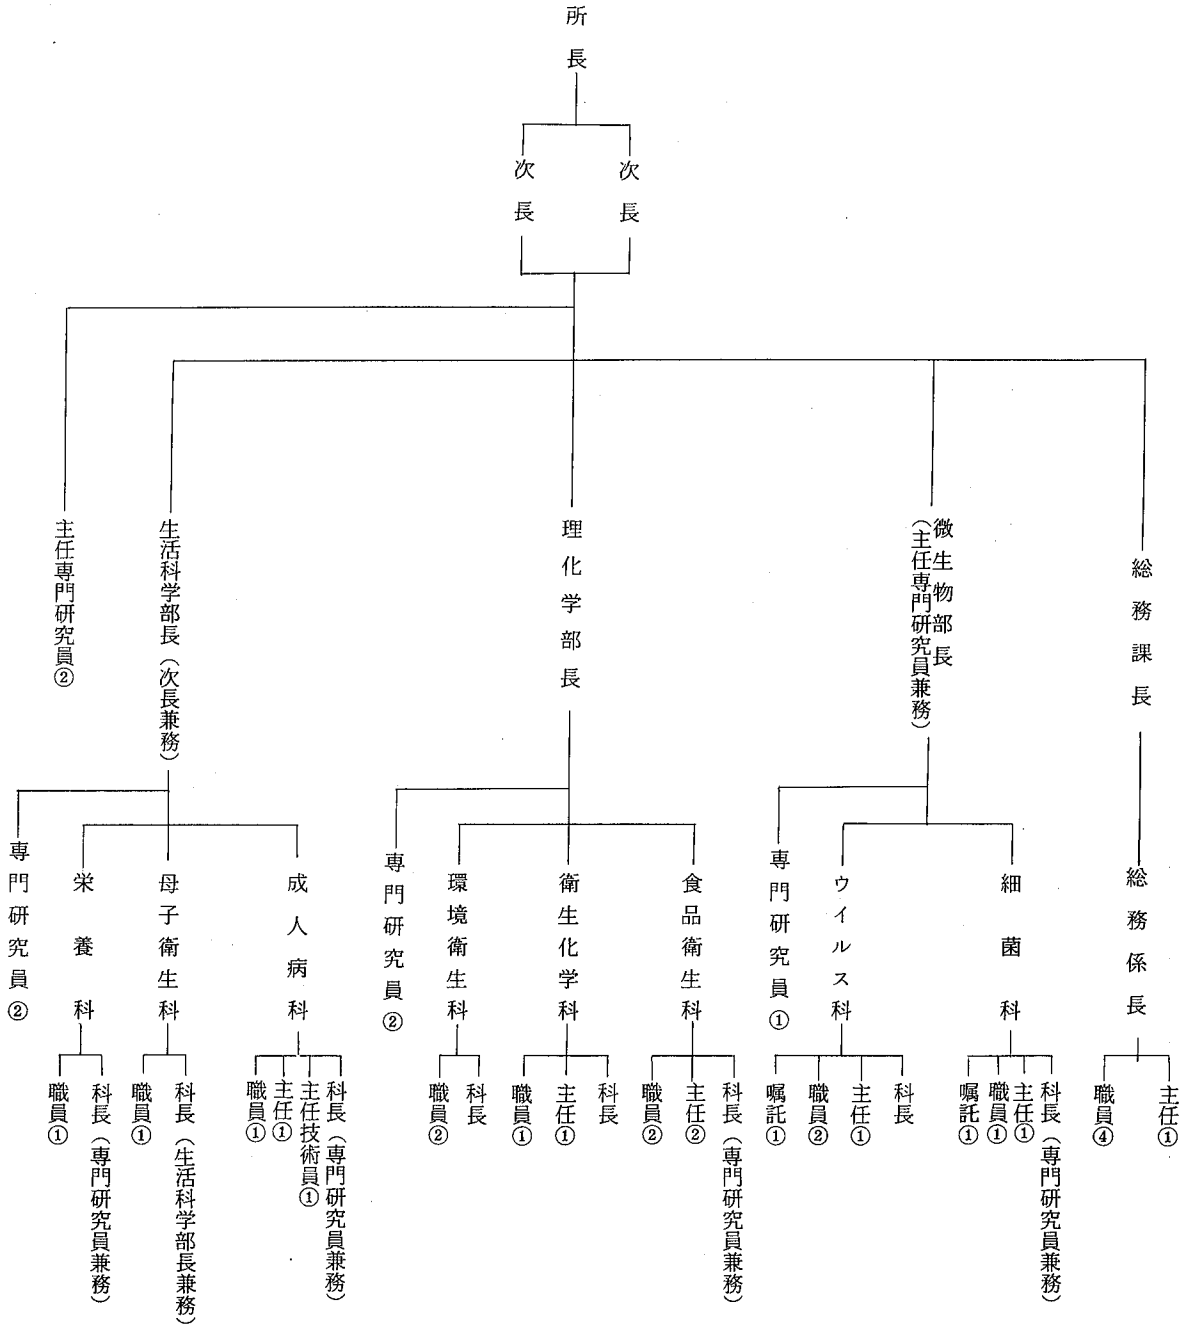 所長
次長
次長
総務課長
微生物部長
（主任専門研究員兼務）
理化学部長
生活科学部長（次長兼務）
主任専門研究員②
総務係長
細菌科
ウイルス科
専門研究員①
食品衛生科
衛生化学科
環境衛生科
専門研究員②
成人病科
母子衛生科
栄養科
専門研究員②
主任①
職員④
科長（専門研究員兼務）
主任①
職員①
嘱託①
科長
主任①
職員②
嘱託①
科長（専門研究員兼務）
主任②
職員②
科長
主任①
職員①
科長
職員②
科長（専門研究員兼務）
主任技術員①
主任①
職員①
科長（生活科学部長兼務）
職員①
科長（専門研究員兼務）
職員①